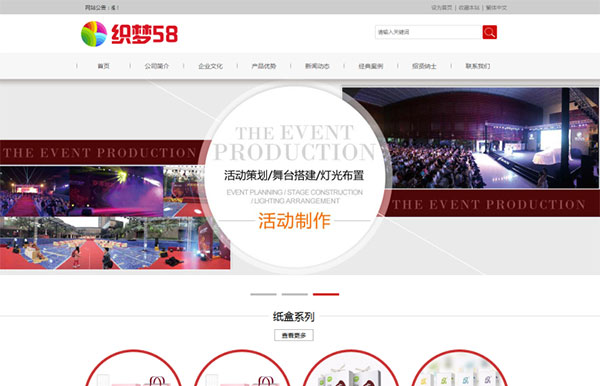 网站公告：准！
设为首页 | 收藏本站 | 繁体中文
织梦58
请输入关键词
首页
公司简介
企业文化
产品优势
新闻动态
经典案例
招贤纳士
联系我们
THE EVENT PRODUCTION
THE EVENT
PRODUCTION
活动策划/舞台搭建/灯光布置
EVENT PLANNING / STAGE CONSTRUCTION
/ LIGHTING ARRANGEMENT
活动制作
THE EVENT PRODUCTION
纸盒系列
查看更多